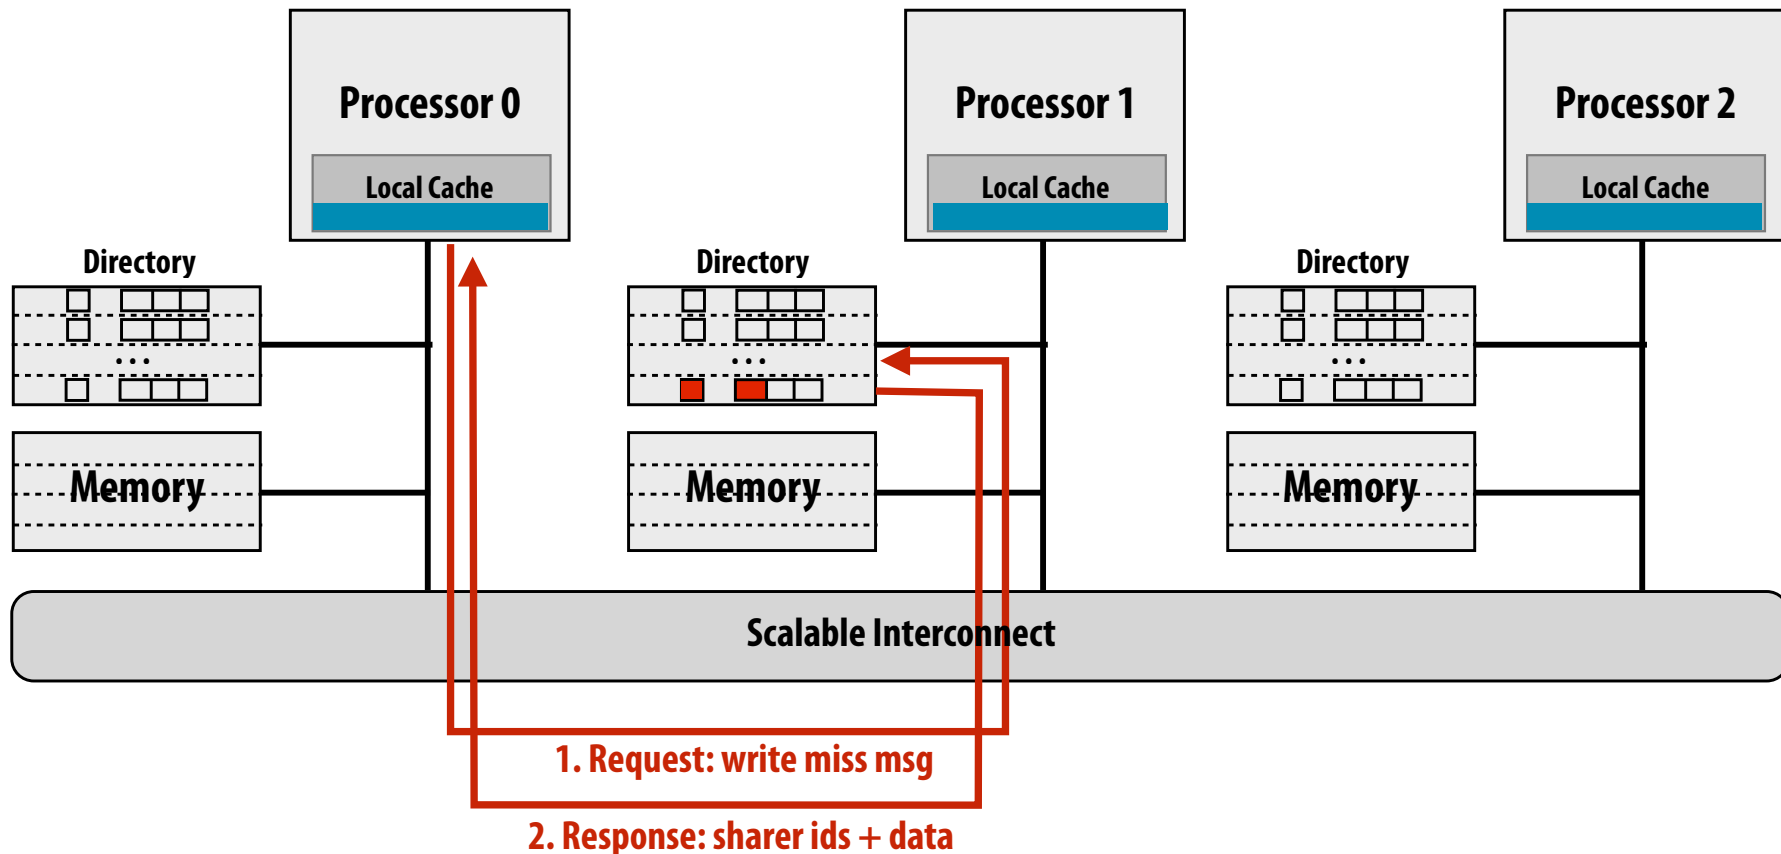 Processor 0
Local Cache
Processor 1
Local Cache
Processor 2
Local Cache
Directory
...
Directory
...
Directory
...
Memory
Memory
Memory
Scalable Interconnect
1. Request: write miss msg
2. Response: sharer ids + data